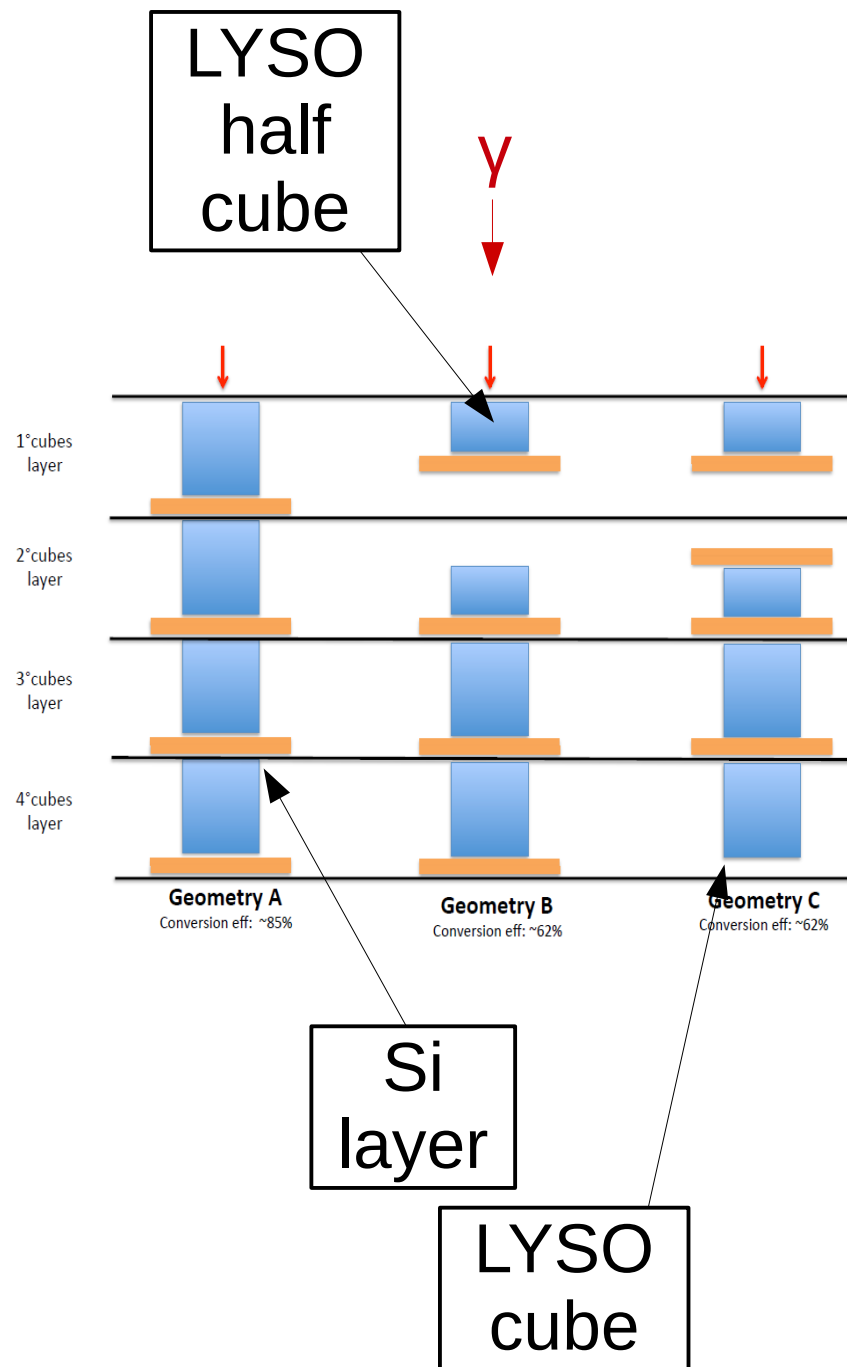 LYSO
half
cube
γ
1°cubes
layer
2°cubes
layer
3°cubes
layer
4°cubes
layer
Geometry A
Conversion eff: ~85%
Geometry B
Conversion eff: ~62%
Geometry C
Conversion eff: ~62%
Si
layer
LYSO
cube